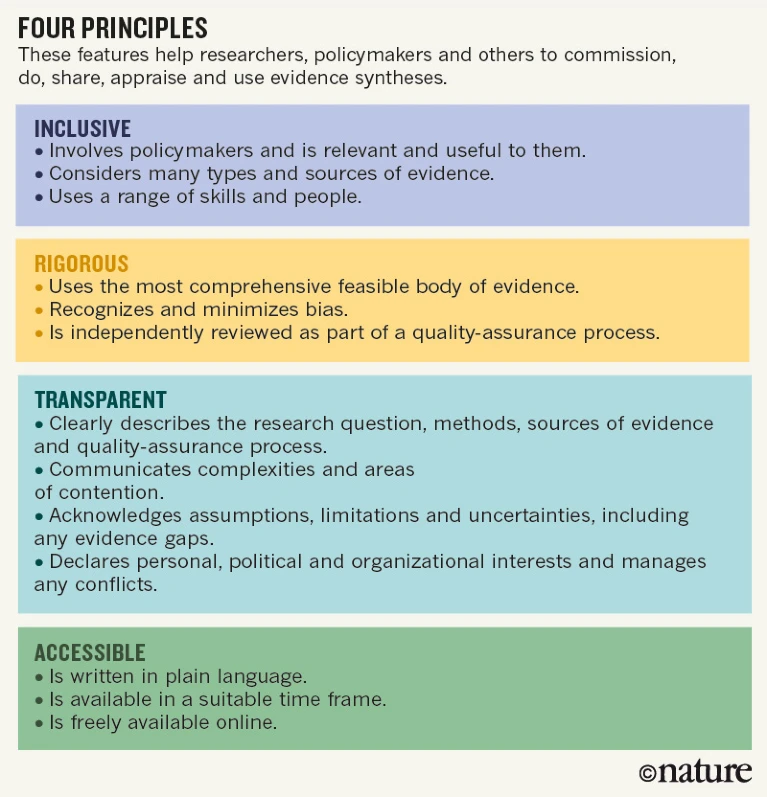 FOUR PRINCIPLES
These features help researchers, policymakers and others to commission,
do, share, appraise and use evidence syntheses.
INCLUSIVE
• Involves policymakers and is relevant and useful to them.
• Considers many types and sources of evidence.
• Uses a range of skills and people.
RIGOROUS
• Uses the most comprehensive feasible body of evidence.
• Recognizes and minimizes bias.
• Is independently reviewed as part of a quality-assurance process.
TRANSPARENT
• Clearly describes the research question, methods, sources of evidence
and quality-assurance process.
• Communicates complexities and areas
of contention.
• Acknowledges assumptions, limitations and uncertainties, including
any evidence gaps.
• Declares personal, political and organizational interests and manages
any conflicts.
ACCESSIBLE
• Is written in plain language.
• Is available in a suitable time frame.
• Is freely available online.
©nature